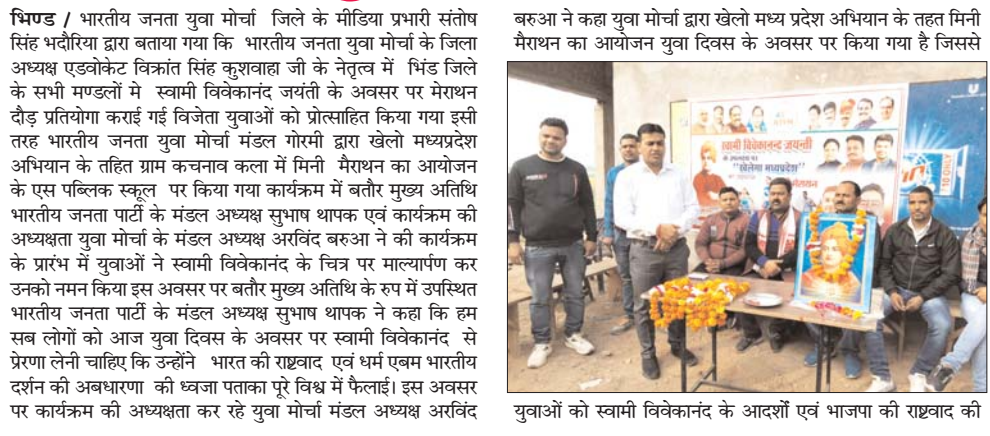 भिण्ड / भारतीय जनता युवा मोर्चा जिले के मीडिया प्रभारी संतोष
सिंह भदौरिया द्वारा बताया गया कि भारतीय जनता युवा मोर्चा के जिला
अध्यक्ष एडवोकेट विक्रांत सिंह कुशवाहा जी के नेतृत्व में भिंड जिले
के सभी मण्डलों मे स्वामी विवेकानंद जयंती के अवसर पर मेराथन
दौड़ प्रतियोगा कराई गई विजेता युवाओं को प्रोत्साहित किया गया इसी
तरह भारतीय जनता युवा मोर्चा मंडल गोरमी द्वारा खेलो मध्यप्रदेश
अभियान के तहित ग्राम कचनाव कला में मिनी मैराथन का आयोजन
के एस पब्लिक स्कूल पर किया गया कार्यक्रम में बतौर मुख्य अतिथि
भारतीय जनता पार्टी के मंडल अध्यक्ष सुभाष थापक एवं कार्यक्रम की
अध्यक्षता युवा मोर्चा के मंडल अध्यक्ष अरविंद बरुआ ने की कार्यक्रम
के प्रारंभ में युवाओं ने स्वामी विवेकानंद के चित्र पर माल्यार्पण कर
उनको नमन किया इस अवसर पर बतौर मुख्य अतिथि के रुप में उपस्थित
भारतीय जनता पार्टी के मंडल अध्यक्ष सुभाष थापक ने कहा कि हम
सब लोगों को आज युवा दिवस के अवसर पर स्वामी विवेकानंद से
प्रेरणा लेनी चाहिए कि उन्होंने भारत की राष्ट्रवाद एवं धर्म एबम भारतीय
दर्शन की अबधारणा की ध्वजा पताका पूरे विश्व में फैलाई। इस अवसर
पर कार्यक्रम की अध्यक्षता कर रहे युवा मोर्चा मंडल अध्यक्ष अरविंद
बरुआ ने कहा युवा मोर्चा द्वारा खेलो मध्य प्रदेश अभियान के तहत मिनी
मैराथन का आयोजन युवा दिवस के अवसर पर किया गया है जिससे
स्वामी विवेकानन्द जयन्ती
"खेलेगा मध्यप्रदेश"
युवाओं को स्वामी विवेकानंद के आदर्शों एवं भाजपा की राष्ट्रवाद की